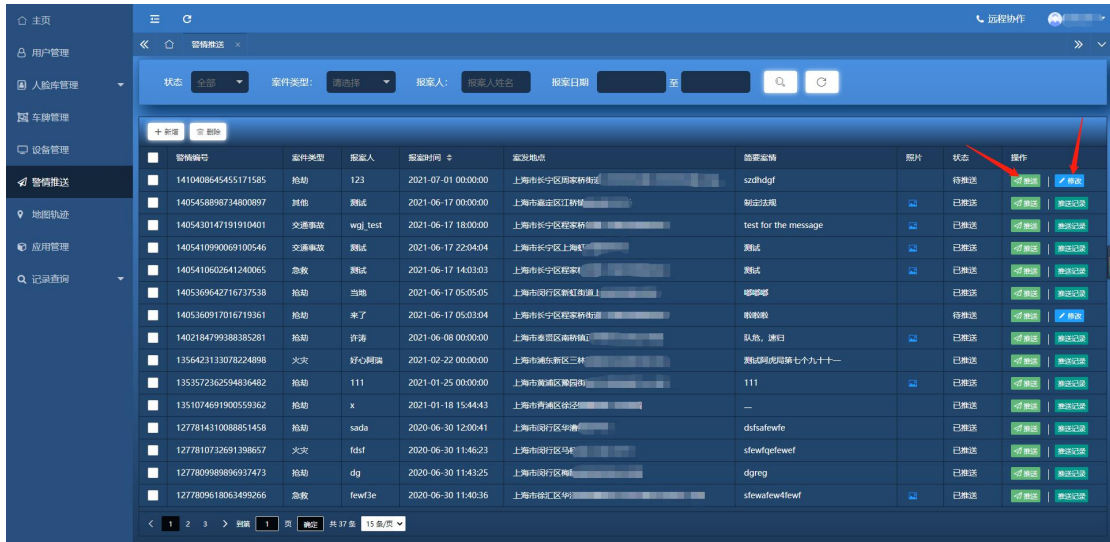 主页
用户管理
人脸库管理
车牌管理
设备管理
警情推送
地图轨迹
应用管理
记录查询
远程协作
警情推送 ×
状态 全部 案件类型: 请选择 报案人: 报案人姓名 报案日期 至
+ 新增 删除
警情编号 案件类型 报案人 报案时间 案发地点 简要案情 照片 状态 操作
1410408645455171585 抢劫 123 2021-07-01 00:00:00 上海市长宁区周家桥街道 szdhdgf 待推送 推送 | 修改
1405458898734800897 其他 测试 2021-06-17 00:00:00 上海市嘉定区江桥镇 制定法规 已推送 推送 | 推送记录
1405430147191910401 交通事故 wgj_test 2021-06-17 18:00:00 上海市长宁区程家桥 test for the message 已推送 推送 | 推送记录
1405410990069100546 交通事故 测试 2021-06-17 22:04:04 上海市长宁区上海虹 测试 已推送 推送 | 推送记录
1405410602641240065 急救 测试 2021-06-17 14:03:03 上海市长宁区程家 测试 已推送 推送 | 推送记录
1405369642716737538 抢劫 当地 2021-06-17 05:05:05 上海市闵行区新虹街道上 嘟嘟嘟 已推送 推送 | 推送记录
1405360917016719361 抢劫 来了 2021-06-17 05:03:04 上海市长宁区程家桥街道 啦啦啦 待推送 推送 | 修改
1402184799388385281 抢劫 许涛 2021-06-08 00:00:00 上海市奉贤区南桥镇 队危，速归 已推送 推送 | 推送记录
1356423133078224898 火灾 好心阿瑞 2021-02-22 00:00:00 上海市浦东新区三林 测试阿虎局第七个九十十一 已推送 推送 | 推送记录
1353572362594836482 抢劫 111 2021-01-25 00:00:00 上海市黄浦区豫园街 111 已推送 推送 | 推送记录
1351074691900559362 抢劫 x 2021-01-18 15:44:43 上海市青浦区徐泾 已推送 推送 | 推送记录
1277814310088851458 抢劫 sada 2020-06-30 12:00:41 上海市闵行区华漕 dsfsafewfe 已推送 推送 | 推送记录
1277810732691398657 火灾 fdsf 2020-06-30 11:46:23 上海市闵行区马桥 sfewfqefewef 已推送 推送 | 推送记录
1277809989896937473 抢劫 dg 2020-06-30 11:43:25 上海市闵行区梅 dgreg 已推送 推送 | 推送记录
1277809618063499266 急救 fewf3e 2020-06-30 11:40:36 上海市徐汇区华 sfewafew4fewf 已推送 推送 | 推送记录
1 2 3 到第 1 页 确定 共 37 条 15 条/页